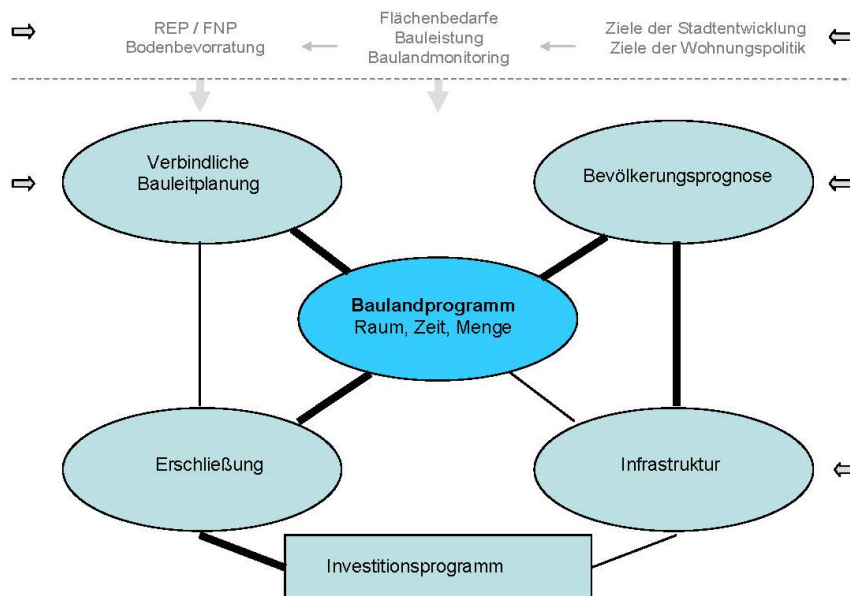 REP / FNP
Bodenbevorratung
Flächenbedarfe
Bauleistung
Baulandmonitoring
Ziele der Stadtentwicklung
Ziele der Wohnungspolitik
Verbindliche
Bauleitplanung
Bevölkerungsprognose
Baulandprogramm
Raum, Zeit, Menge
Erschließung
Infrastruktur
Investitionsprogramm